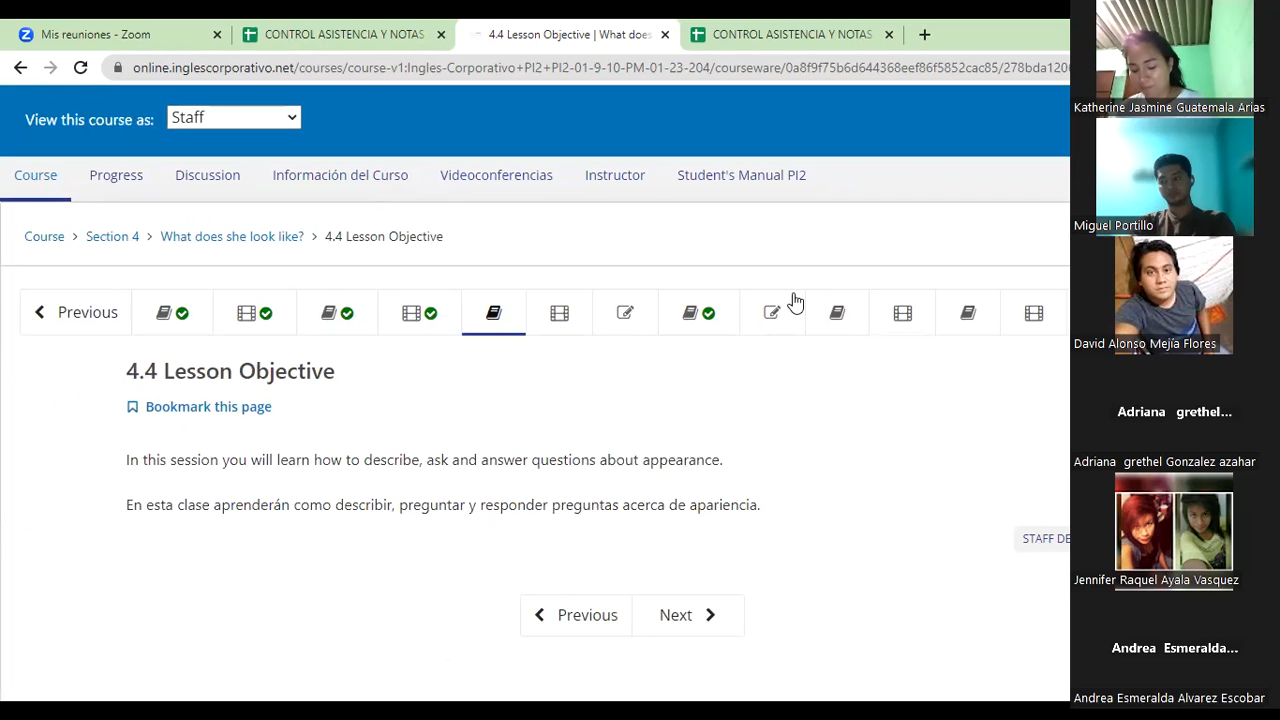 Mis reuniones - Zoom
CONTROL ASISTENCIA Y NOTAS
4.4 Lesson Objective | What does
CONTROL ASISTENCIA Y NOTAS
online.inglescorporativo.net/courses/course-v1:Ingles-Corporativo+PI2+PI2-01-9-10-PM-01-23-204/courseware/0a8f9f75b6d644368eef86f5852cac85/278bda120
View this course as:
Staff
Course
Progress
Discussion
Información del Curso
Videoconferencias
Instructor
Student's Manual PI2
Course > Section 4 > What does she look like? > 4.4 Lesson Objective
Previous
4.4 Lesson Objective
Bookmark this page
In this session you will learn how to describe, ask and answer questions about appearance.
En esta clase aprenderán como describir, preguntar y responder preguntas acerca de apariencia.
STAFF DE
Previous
Next
Katherine Jasmine Guatemala Arias
Miguel Portillo
David Alonso Mejia Flores
Adriana grethel...
Adriana grethel Gonzalez azahar
Jennifer Raquel Ayala Vasquez
Andrea Esmeralda...
Andrea Esmeralda Alvarez Escobar